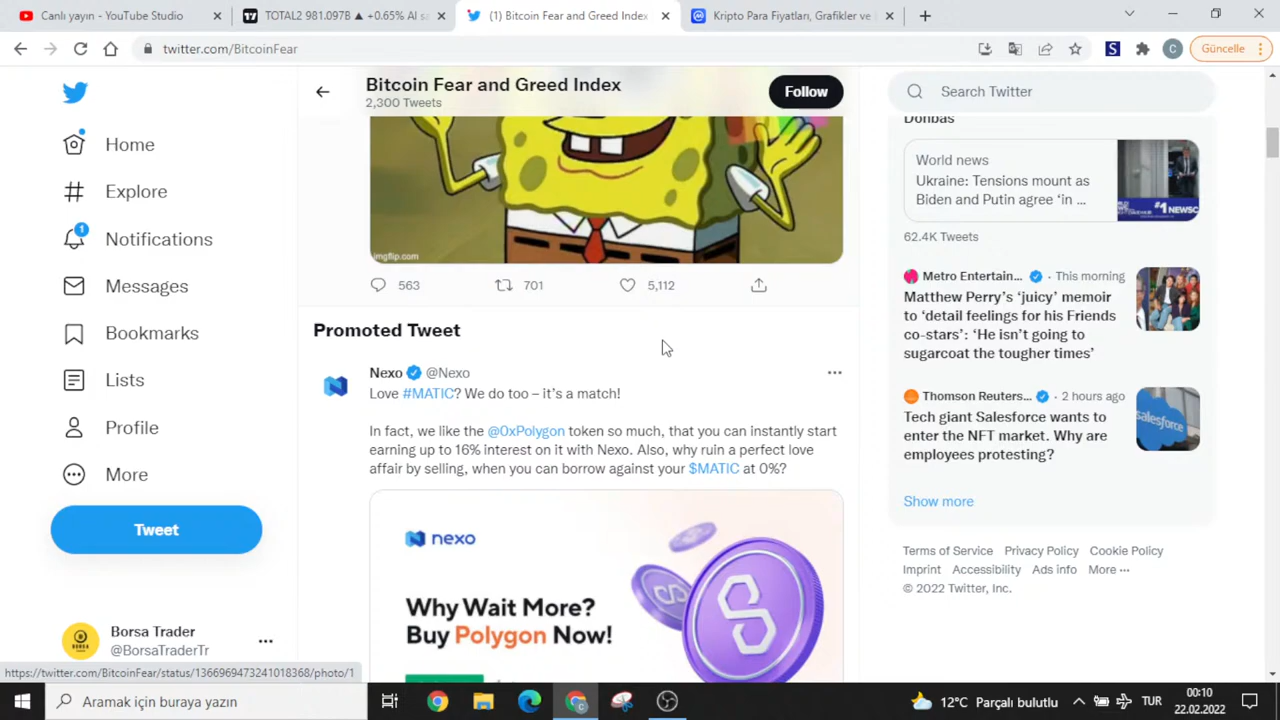 Canlı yayın - YouTube Studio
TOTAL2 981.097B ▲ +0.65% AI s
(1) Bitcoin Fear and Greed Index
Kripto Para Fiyatları, Grafikler ve
twitter.com/BitcoinFear
Güncelle
Home
Explore
1
Notifications
Messages
Bookmarks
Lists
Profile
More
Tweet
Borsa Trader
@BorsaTraderTr
Bitcoin Fear and Greed Index
2,300 Tweets
Follow
imgflip.com
563
701
5,112
Promoted Tweet
Nexo @Nexo
Love #MATIC? We do too – it's a match!
In fact, we like the @0xPolygon token so much, that you can instantly start
earning up to 16% interest on it with Nexo. Also, why ruin a perfect love
affair by selling, when you can borrow against your $MATIC at 0%?
nexo
Why Wait More?
Buy Polygon Now!
Search Twitter
Donbas
World news
Ukraine: Tensions mount as
Biden and Putin agree 'in ...
#1 NEWSC
62.4K Tweets
Metro Entertain... · This morning
Matthew Perry's 'juicy' memoir
to 'detail feelings for his Friends
co-stars': 'He isn't going to
sugarcoat the tougher times'
Thomson Reuters... · 2 hours ago
Tech giant Salesforce wants to
enter the NFT market. Why are
employees protesting?
salesforce
Show more
Terms of Service Privacy Policy Cookie Policy
Imprint Accessibility Ads info More ···
© 2022 Twitter, Inc.
https://twitter.com/BitcoinFear/status/1366969473241018368/photo/1
Aramak için buraya yazın
12°C Parçalı bulutlu
TUR
00:10
22.02.2022